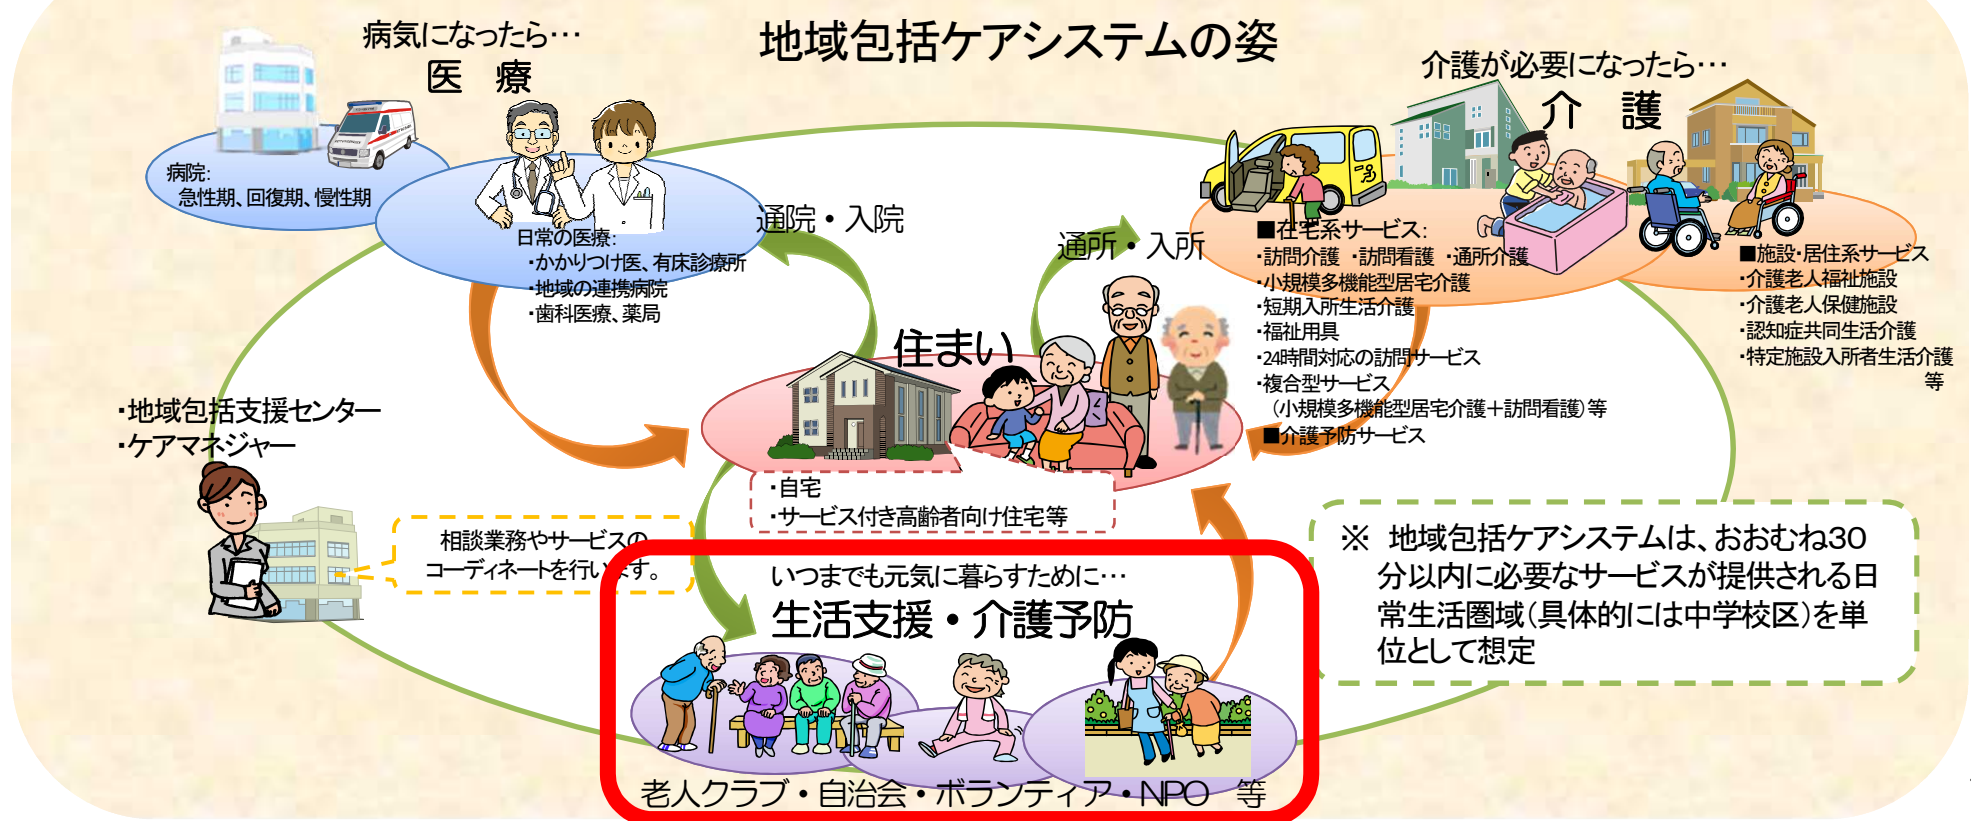 地域包括ケアシステムの姿
病気になったら…
医　療
病院:
急性期、回復期、慢性期
日常の医療:
・かかりつけ医、有床診療所
・地域の連携病院
・歯科医療、薬局
通院・入院
通所・入所
介護が必要になったら…
介　護
■在宅系サービス:
・訪問介護　・訪問看護　・通所介護
・小規模多機能型居宅介護
・短期入所生活介護
・福祉用具
・24時間対応の訪問サービス
・複合型サービス
（小規模多機能型居宅介護＋訪問看護）等
■介護予防サービス
■施設・居住系サービス
・介護老人福祉施設
・介護老人保健施設
・認知症共同生活介護
・特定施設入所者生活介護
等
住まい
・自宅
・サービス付き高齢者向け住宅等
・地域包括支援センター
・ケアマネジャー
相談業務やサービスの
コーディネートを行います。
いつまでも元気に暮らすために…
生活支援・介護予防
老人クラブ・自治会・ボランティア・NPO　等
※　地域包括ケアシステムは、おおむね30
分以内に必要なサービスが提供される日
常生活圏域（具体的には中学校区）を単
位として想定